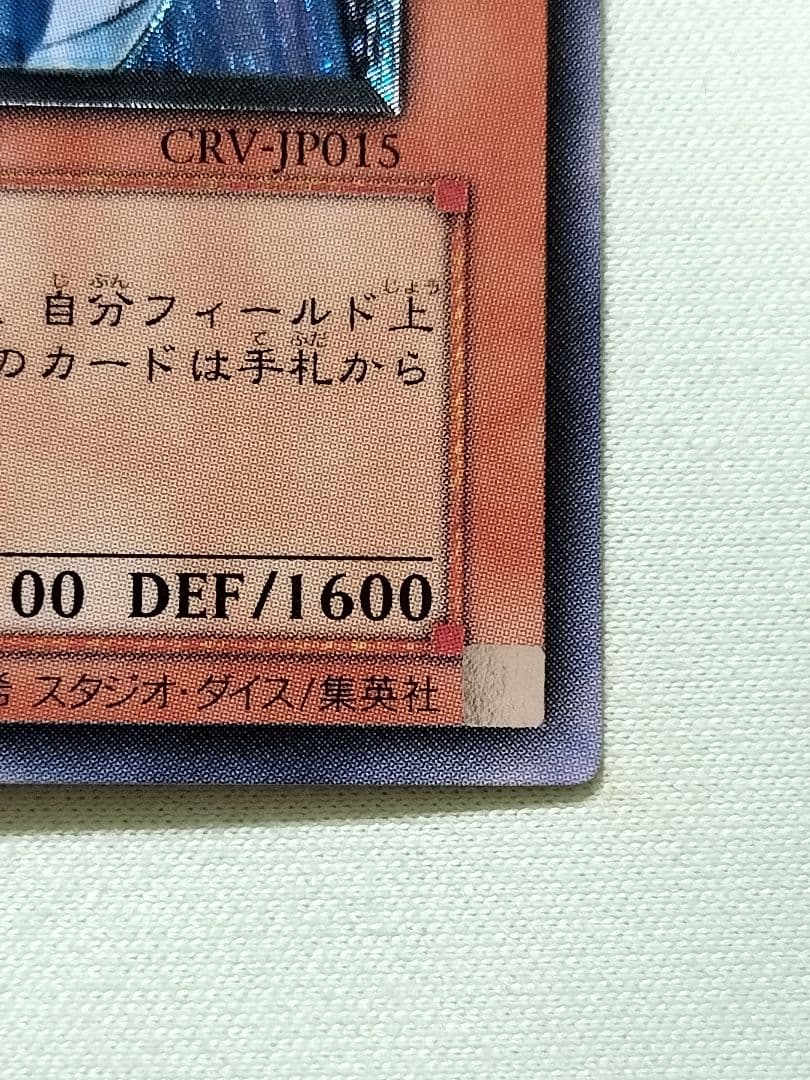 CRV-JP015
自分フィールド上
のカードは手札から
00 DEF/1600
スタジオ・ダイス/集英社